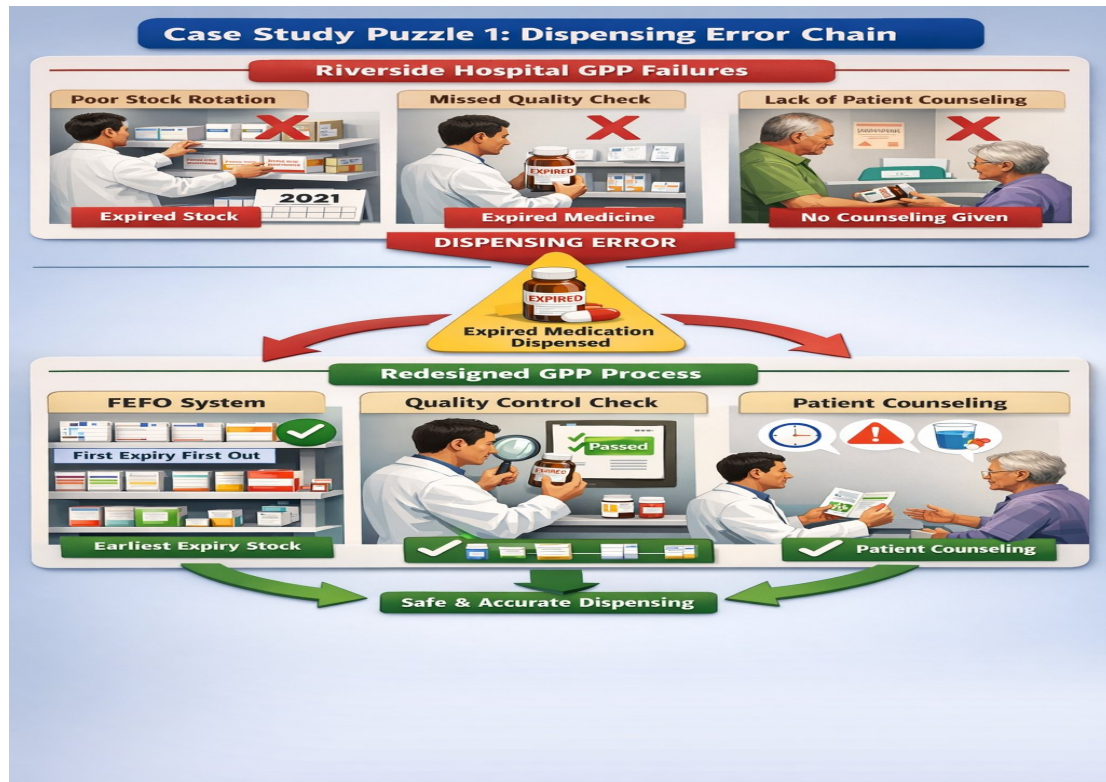 Case Study Puzzle 1: Dispensing Error Chain
Riverside Hospital GPP Failures
Poor Stock Rotation
Missed Quality Check
Lack of Patient Counseling
2021
EXPIRED
Expired Stock
Expired Medicine
No Counseling Given
DISPENSING ERROR
EXPIRED
Expired Medication
Dispensed
Redesigned GPP Process
FEFO System
Quality Control Check
Patient Counseling
First Expiry First Out
Passed
EXPIRED
Earliest Expiry Stock
Patient Counseling
Safe & Accurate Dispensing